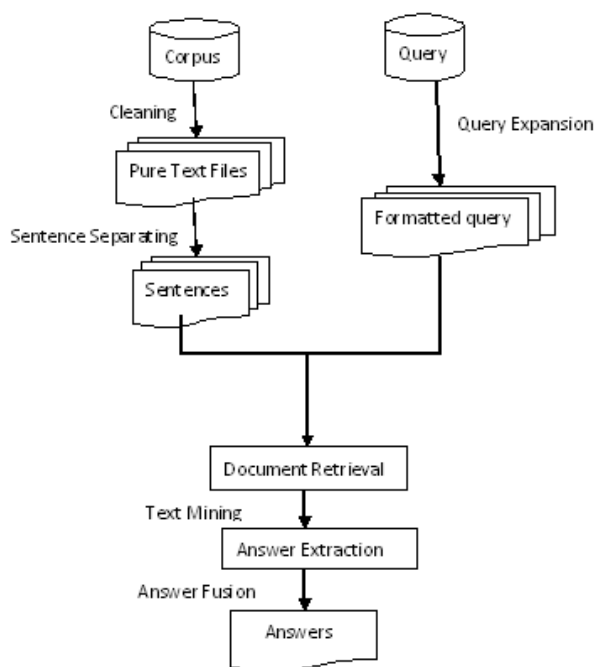 Corpus
Query
Cleaning
Query Expansion
Pure Text Files
Formatted query
Sentence Separating
Sentences
Document Retrieval
Text Mining
Answer Extraction
Answer Fusion
Answers